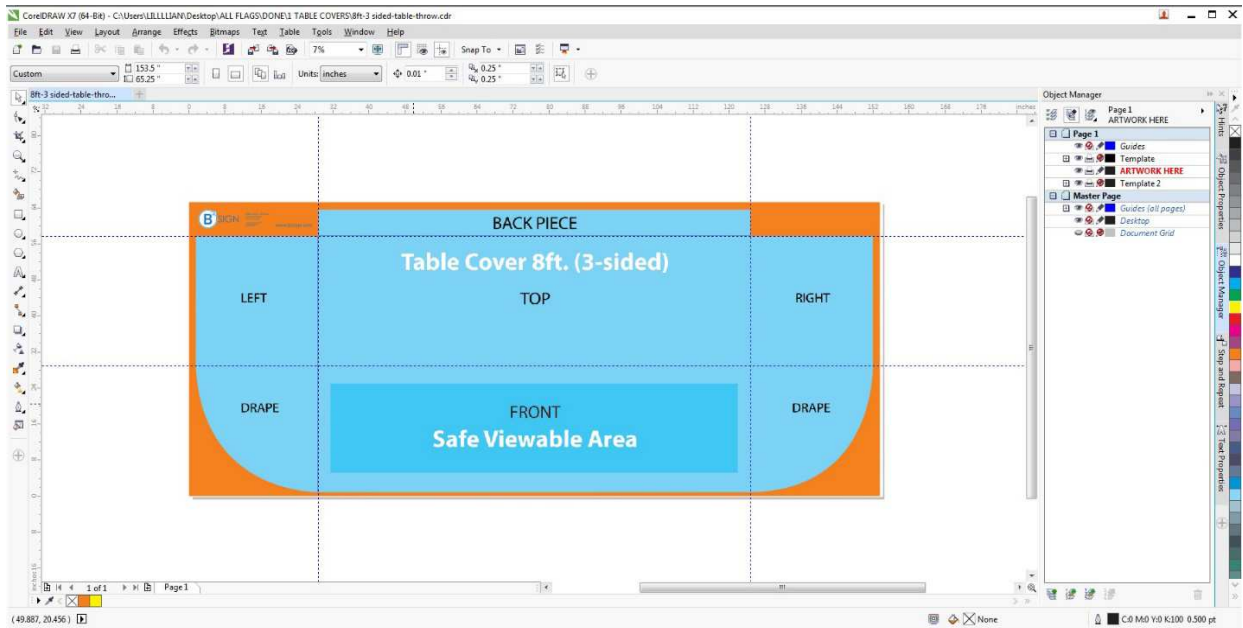 CorelDRAW X7 (64-Bit) - C:\Users\LILLLLIAN\Desktop\ALL FLAGS\DONE\1 TABLE COVERS\8ft-3 sided-table-throw.cdr
File Edit View Layout Arrange Effects Bitmaps Text Table Tools Window Help
7% Snap To
Custom 153.5 " 65.25 " Units: inches 0.01 " 0.25 " 0.25 "
8ft-3 sided-table-thro...
inches
B SIGN
BACK PIECE
Table Cover 8ft. (3-sided)
LEFT TOP RIGHT
DRAPE FRONT DRAPE
Safe Viewable Area
1 of 1 Page 1
(49.887, 20.456) None C:0 M:0 Y:0 K:100 0.500 pt
Object Manager
Page 1
ARTWORK HERE
Page 1
Guides
Template
ARTWORK HERE
Template 2
Master Page
Guides (all pages)
Desktop
Document Grid
Hints
Object Properties
Object Manager
Step and Repeat
Text Properties